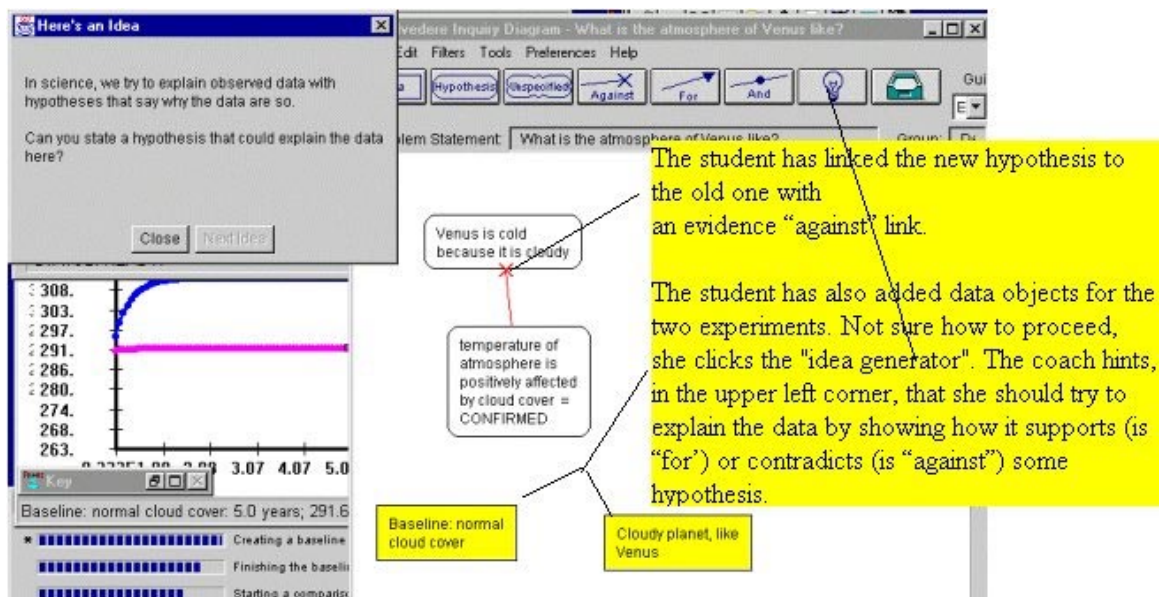 Here's an Idea
In science, we try to explain observed data with
hypotheses that say why the data are so.
Can you state a hypothesis that could explain the data
here?
Close Next Idea
vedere Inquiry Diagram - What is the atmosphere of Venus like?
Edit Filters Tools Preferences Help
a Hypothesis Unspecified Against For And
Gui
E
blem Statement: What is the atmosphere of Venus like? Group:
Venus is cold
because it is cloudy
temperature of
atmosphere is
positively affected
by cloud cover =
CONFIRMED
Baseline: normal
cloud cover
Cloudy planet, like
Venus
The student has linked the new hypothesis to
the old one with
an evidence “against” link.
The student has also added data objects for the
two experiments. Not sure how to proceed,
she clicks the "idea generator". The coach hints,
in the upper left corner, that she should try to
explain the data by showing how it supports (is
“for’) or contradicts (is “against”) some
hypothesis.
308.
303.
297.
291.
286.
280.
274.
268.
263.
3.07 4.07 5.0
Key
Baseline: normal cloud cover: 5.0 years; 291.6
* Creating a baseline
Finishing the baseli
Starting a comparis